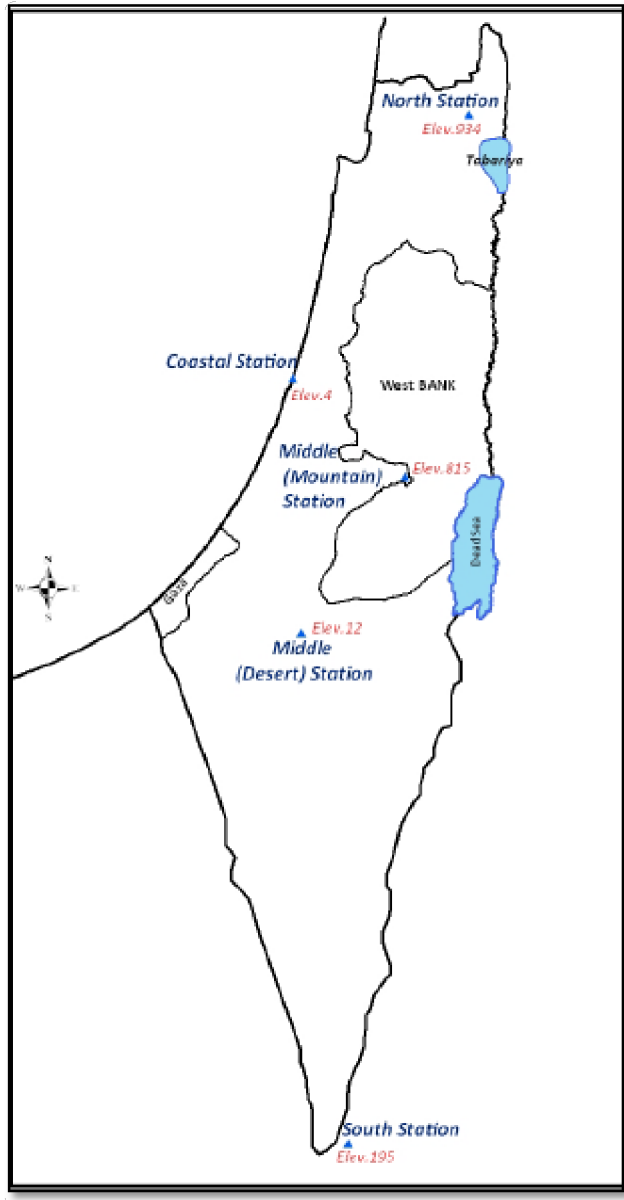 North Station
Elev.934
Tabariya
Coastal Station
Elev.4
West BANK
Middle
(Mountain)
Station
Elev.815
Dead Sea
Gaza
N
W
E
S
Elev.12
Middle
(Desert) Station
South Station
Elev.195